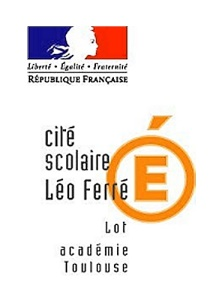 Liberté • Égalité • Fraternité
RÉPUBLIQUE FRANÇAISE
cité
scolaire
Léo Ferré
É
Lot
académie
Toulouse